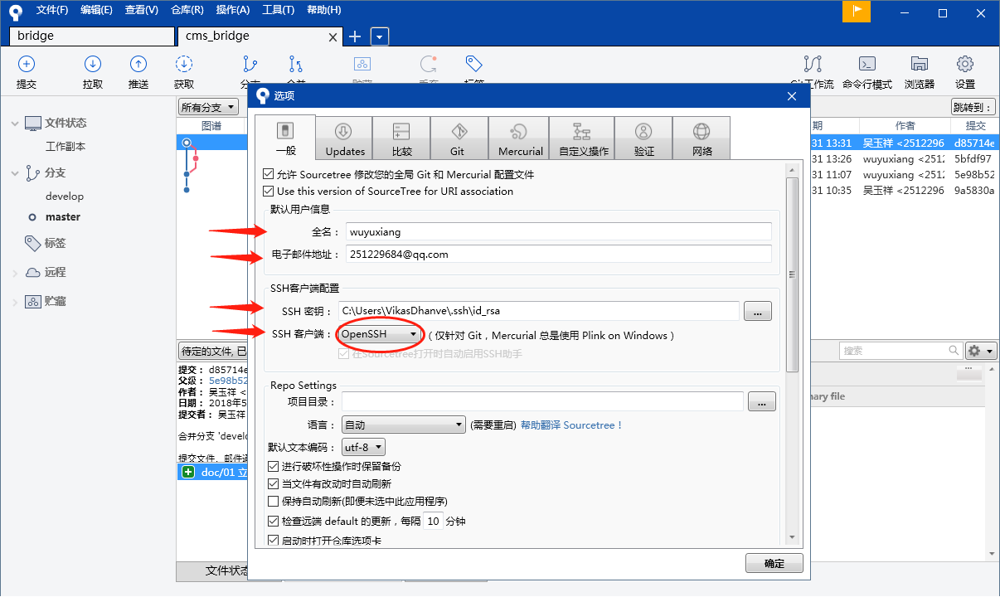 文件(F) 编辑(E) 查看(V) 仓库(R) 操作(A) 工具(T) 帮助(H)
bridge cms_bridge
提交 拉取 推送 获取 命令行模式 浏览器 设置
选项
文件状态
工作副本
分支
develop
master
标签
远程
贮藏
所有分支 跳转到：
图谱 期 作者 提交
31 13:31 吴玉祥 <2512296 d85714e
31 13:26 wuyuxiang <2512 5bfdf97
31 11:07 wuyuxiang <2512 5e98b52
31 10:35 吴玉祥 <2512296 9a5830a
一般 Updates 比较 Git Mercurial 自定义操作 验证 网络
允许 Sourcetree 修改您的全局 Git 和 Mercurial 配置文件
Use this version of SourceTree for URI association
默认用户信息
全名： wuyuxiang
电子邮件地址： 251229684@qq.com
SSH客户端配置
SSH 密钥： C:\Users\VikasDhanve\.ssh\id_rsa ...
SSH 客户端： OpenSSH （仅针对 Git，Mercurial 总是使用 Plink on Windows）
在Sourcetree打开时自动启用SSH助手
Repo Settings
项目目录： ...
语言： 自动 (需要重启) 帮助翻译 Sourcetree！
默认文本编码： utf-8
进行破坏性操作时保留备份
当文件有改动时自动刷新
保持自动刷新(即便未选中此应用程序)
检查远端 default 的更新，每隔 10 分钟
启动时打开仓库选项卡
确定
待定的文件, 已
搜索
提交： d85714e
父级： 5e98b52
作者： 吴玉祥 <
日期： 2018年5
提交者： 吴玉祥
合并分支 'develo
提交文件，邮件
doc/01 立
nary file
文件状态